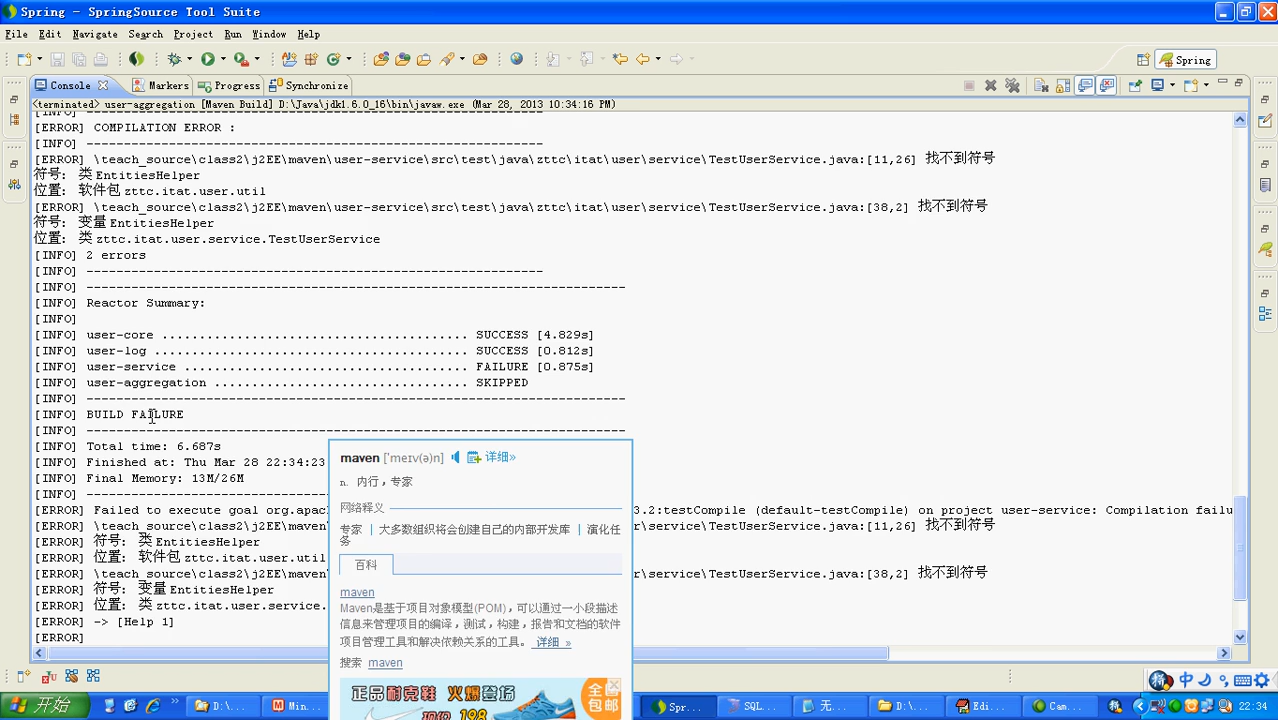 Spring - SpringSource Tool Suite
File Edit Navigate Search Project Run Window Help
Spring
Console Markers Progress Synchronize
<terminated> user-aggregation [Maven Build] D:\Java\jdk1.6.0_16\bin\javaw.exe (Mar 28, 2013 10:34:16 PM)
[INFO] -------------------------------------------------------------
[ERROR] COMPILATION ERROR :
[INFO] -------------------------------------------------------------
[ERROR] \teach_source\class2\j2EE\maven\user-service\src\test\java\zttc\itat\user\service\TestUserService.java:[11,26] 找不到符号
符号: 类 EntitiesHelper
位置: 软件包 zttc.itat.user.util
[ERROR] \teach_source\class2\j2EE\maven\user-service\src\test\java\zttc\itat\user\service\TestUserService.java:[38,2] 找不到符号
符号: 变量 EntitiesHelper
位置: 类 zttc.itat.user.service.TestUserService
[INFO] 2 errors
[INFO] -------------------------------------------------------------
[INFO] ------------------------------------------------------------------------
[INFO] Reactor Summary:
[INFO]
[INFO] user-core ......................................... SUCCESS [4.829s]
[INFO] user-log .......................................... SUCCESS [0.812s]
[INFO] user-service ...................................... FAILURE [0.875s]
[INFO] user-aggregation .................................. SKIPPED
[INFO] ------------------------------------------------------------------------
[INFO] BUILD FAILURE
[INFO] ------------------------------------------------------------------------
[INFO] Total time: 6.687s
[INFO] Finished at: Thu Mar 28 22:34:23
[INFO] Final Memory: 13M/26M
[INFO] --------------------------------
[ERROR] Failed to execute goal org.apac 3.2:testCompile (default-testCompile) on project user-service: Compilation failu
[ERROR] \teach_source\class2\j2EE\maven \service\TestUserService.java:[11,26] 找不到符号
[ERROR] 符号: 类 EntitiesHelper
[ERROR] 位置: 软件包 zttc.itat.user.util
[ERROR] \teach_source\class2\j2EE\maven \service\TestUserService.java:[38,2] 找不到符号
[ERROR] 符号: 变量 EntitiesHelper
[ERROR] 位置: 类 zttc.itat.user.service.
[ERROR] -> [Help 1]
[ERROR]
maven ['meɪv(ə)n] 详细»
n. 内行，专家
网络释义
专家 | 大多数组织将会创建自己的内部开发库 | 演化任
务
百科
maven
Maven是基于项目对象模型(POM)，可以通过一小段描述
信息来管理项目的编译，测试，构建，报告和文档的软件
项目管理工具和解决依赖关系的工具。 详细 »
搜索 maven
正品耐克鞋 火爆登场 全国
包邮
198
中
开始 D:\... Min... Spr... SQL... 无... D:\... Edi... Cam... 22:34